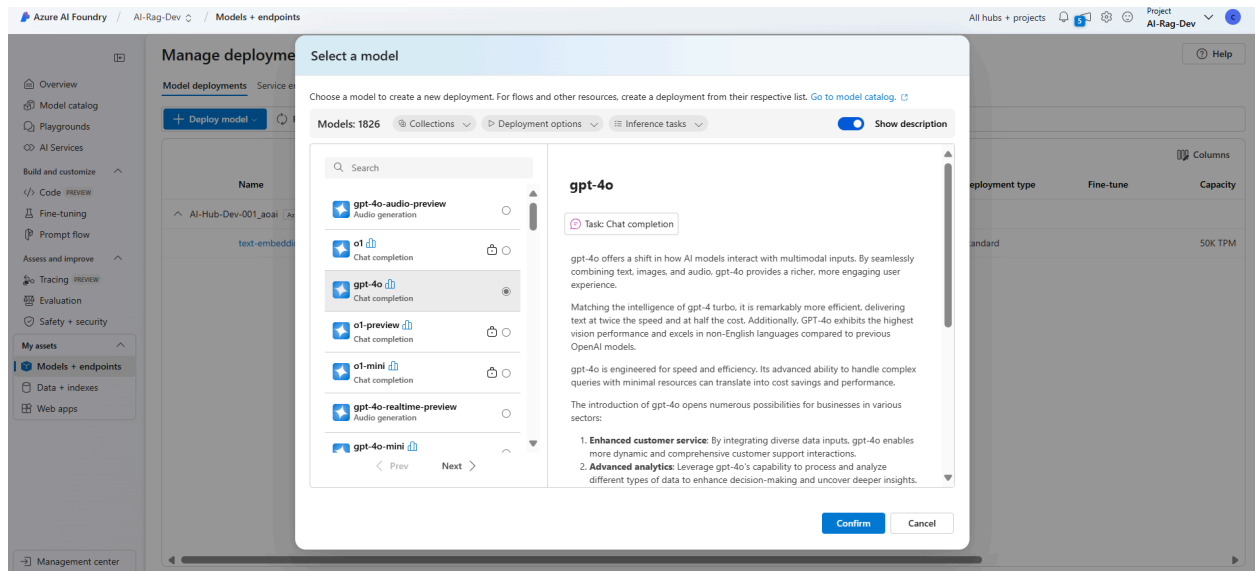 Azure AI Foundry / AI-Rag-Dev / Models + endpoints
All hubs + projects
5
Project
AI-Rag-Dev
C
Overview
Model catalog
Playgrounds
AI Services
Build and customize
Code PREVIEW
Fine-tuning
Prompt flow
Assess and improve
Tracing PREVIEW
Evaluation
Safety + security
My assets
Models + endpoints
Data + indexes
Web apps
Management center
Manage deployme
Help
Model deployments Service e
+ Deploy model
Columns
Name
eployment type Fine-tune Capacity
AI-Hub-Dev-001_aoai
text-embeddi
andard 50K TPM
Select a model
Choose a model to create a new deployment. For flows and other resources, create a deployment from their respective list. Go to model catalog.
Models: 1826 Collections Deployment options Inference tasks Show description
Search
gpt-4o-audio-preview
Audio generation
o1
Chat completion
gpt-4o
Chat completion
o1-preview
Chat completion
o1-mini
Chat completion
gpt-4o-realtime-preview
Audio generation
gpt-4o-mini
Prev Next
gpt-4o
Task: Chat completion
gpt-4o offers a shift in how AI models interact with multimodal inputs. By seamlessly
combining text, images, and audio, gpt-4o provides a richer, more engaging user
experience.
Matching the intelligence of gpt-4 turbo, it is remarkably more efficient, delivering
text at twice the speed and at half the cost. Additionally, GPT-4o exhibits the highest
vision performance and excels in non-English languages compared to previous
OpenAI models.
gpt-4o is engineered for speed and efficiency. Its advanced ability to handle complex
queries with minimal resources can translate into cost savings and performance.
The introduction of gpt-4o opens numerous possibilities for businesses in various
sectors:
1. Enhanced customer service: By integrating diverse data inputs, gpt-4o enables
more dynamic and comprehensive customer support interactions.
2. Advanced analytics: Leverage gpt-4o's capability to process and analyze
different types of data to enhance decision-making and uncover deeper insights.
Confirm Cancel